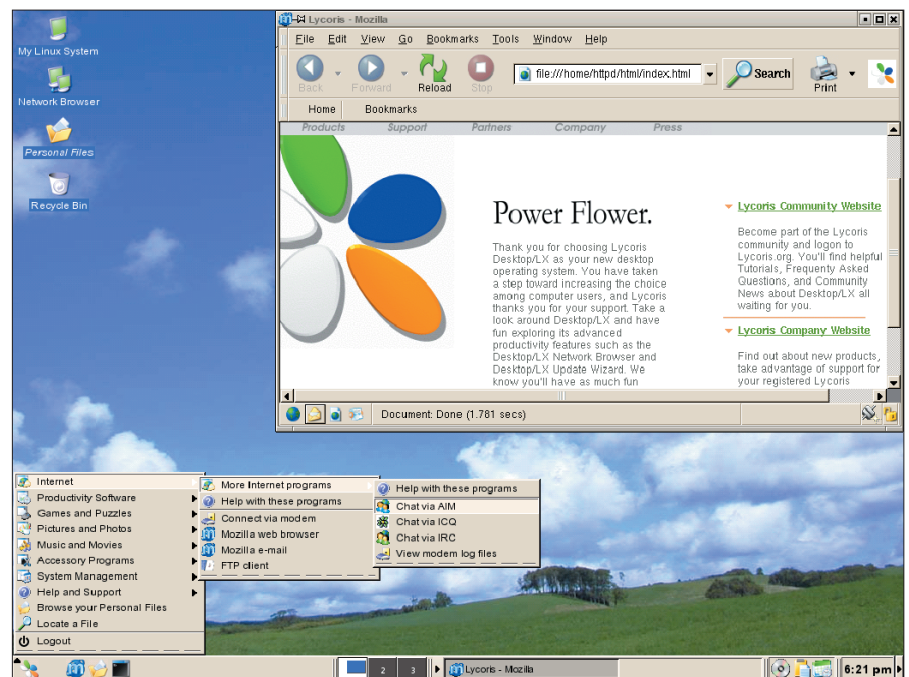 My Linux System
Network Browser
Personal Files
Recycle Bin
Lycoris - Mozilla
File Edit View Go Bookmarks Tools Window Help
Back Forward Reload Stop file:///home/httpd/html/index.html Search Print
Home Bookmarks
Products Support Partners Company Press
Power Flower.
Thank you for choosing Lycoris
Desktop/LX as your new desktop
operating system. You have taken
a step toward increasing the choice
among computer users, and Lycoris
thanks you for your support. Take a
look around Desktop/LX and have
fun exploring its advanced
productivity features such as the
Desktop/LX Network Browser and
Desktop/LX Update Wizard. We
know you'll have as much fun
Lycoris Community Website
Become part of the Lycoris
community and logon to
Lycoris.org. You'll find helpful
Tutorials, Frequenty Asked
Questions, and Community
News about Desktop/LX all
waiting for you.
Lycoris Company Website
Find out about new products,
take advantage of support for
your registered Lycoris
Document: Done (1.781 secs)
Internet
Productivity Software
Games and Puzzles
Pictures and Photos
Music and Movies
Accessory Programs
System Management
Help and Support
Browse your Personal Files
Locate a File
Logout
More Internet programs
Help with these programs
Connect via modem
Mozilla web browser
Mozilla e-mail
FTP client
Help with these programs
Chat via AIM
Chat via ICQ
Chat via IRC
View modem log files
2 3 Lycoris - Mozilla 6:21 pm